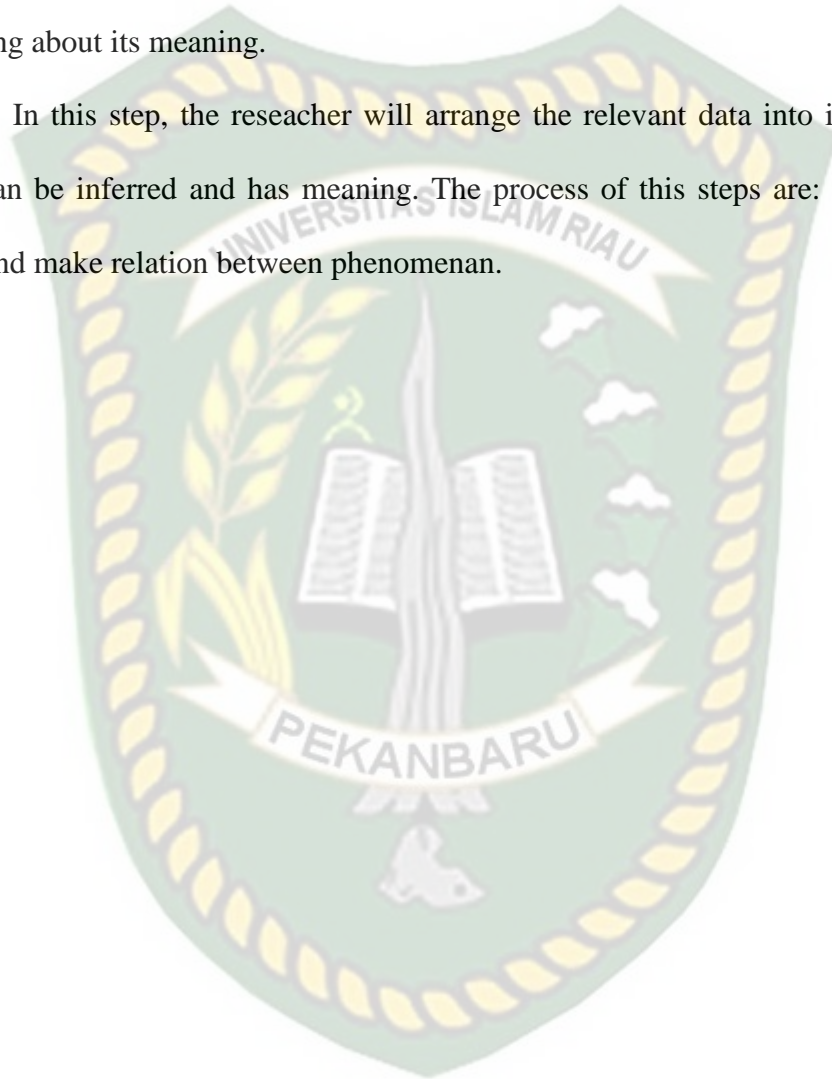 ng about its meaning.
In this step, the reseacher will arrange the relevant data into i
an be inferred and has meaning. The process of this steps are:
nd make relation between phenomenan.
UNIVERSITAS ISLAM RIAU
PEKANBARU